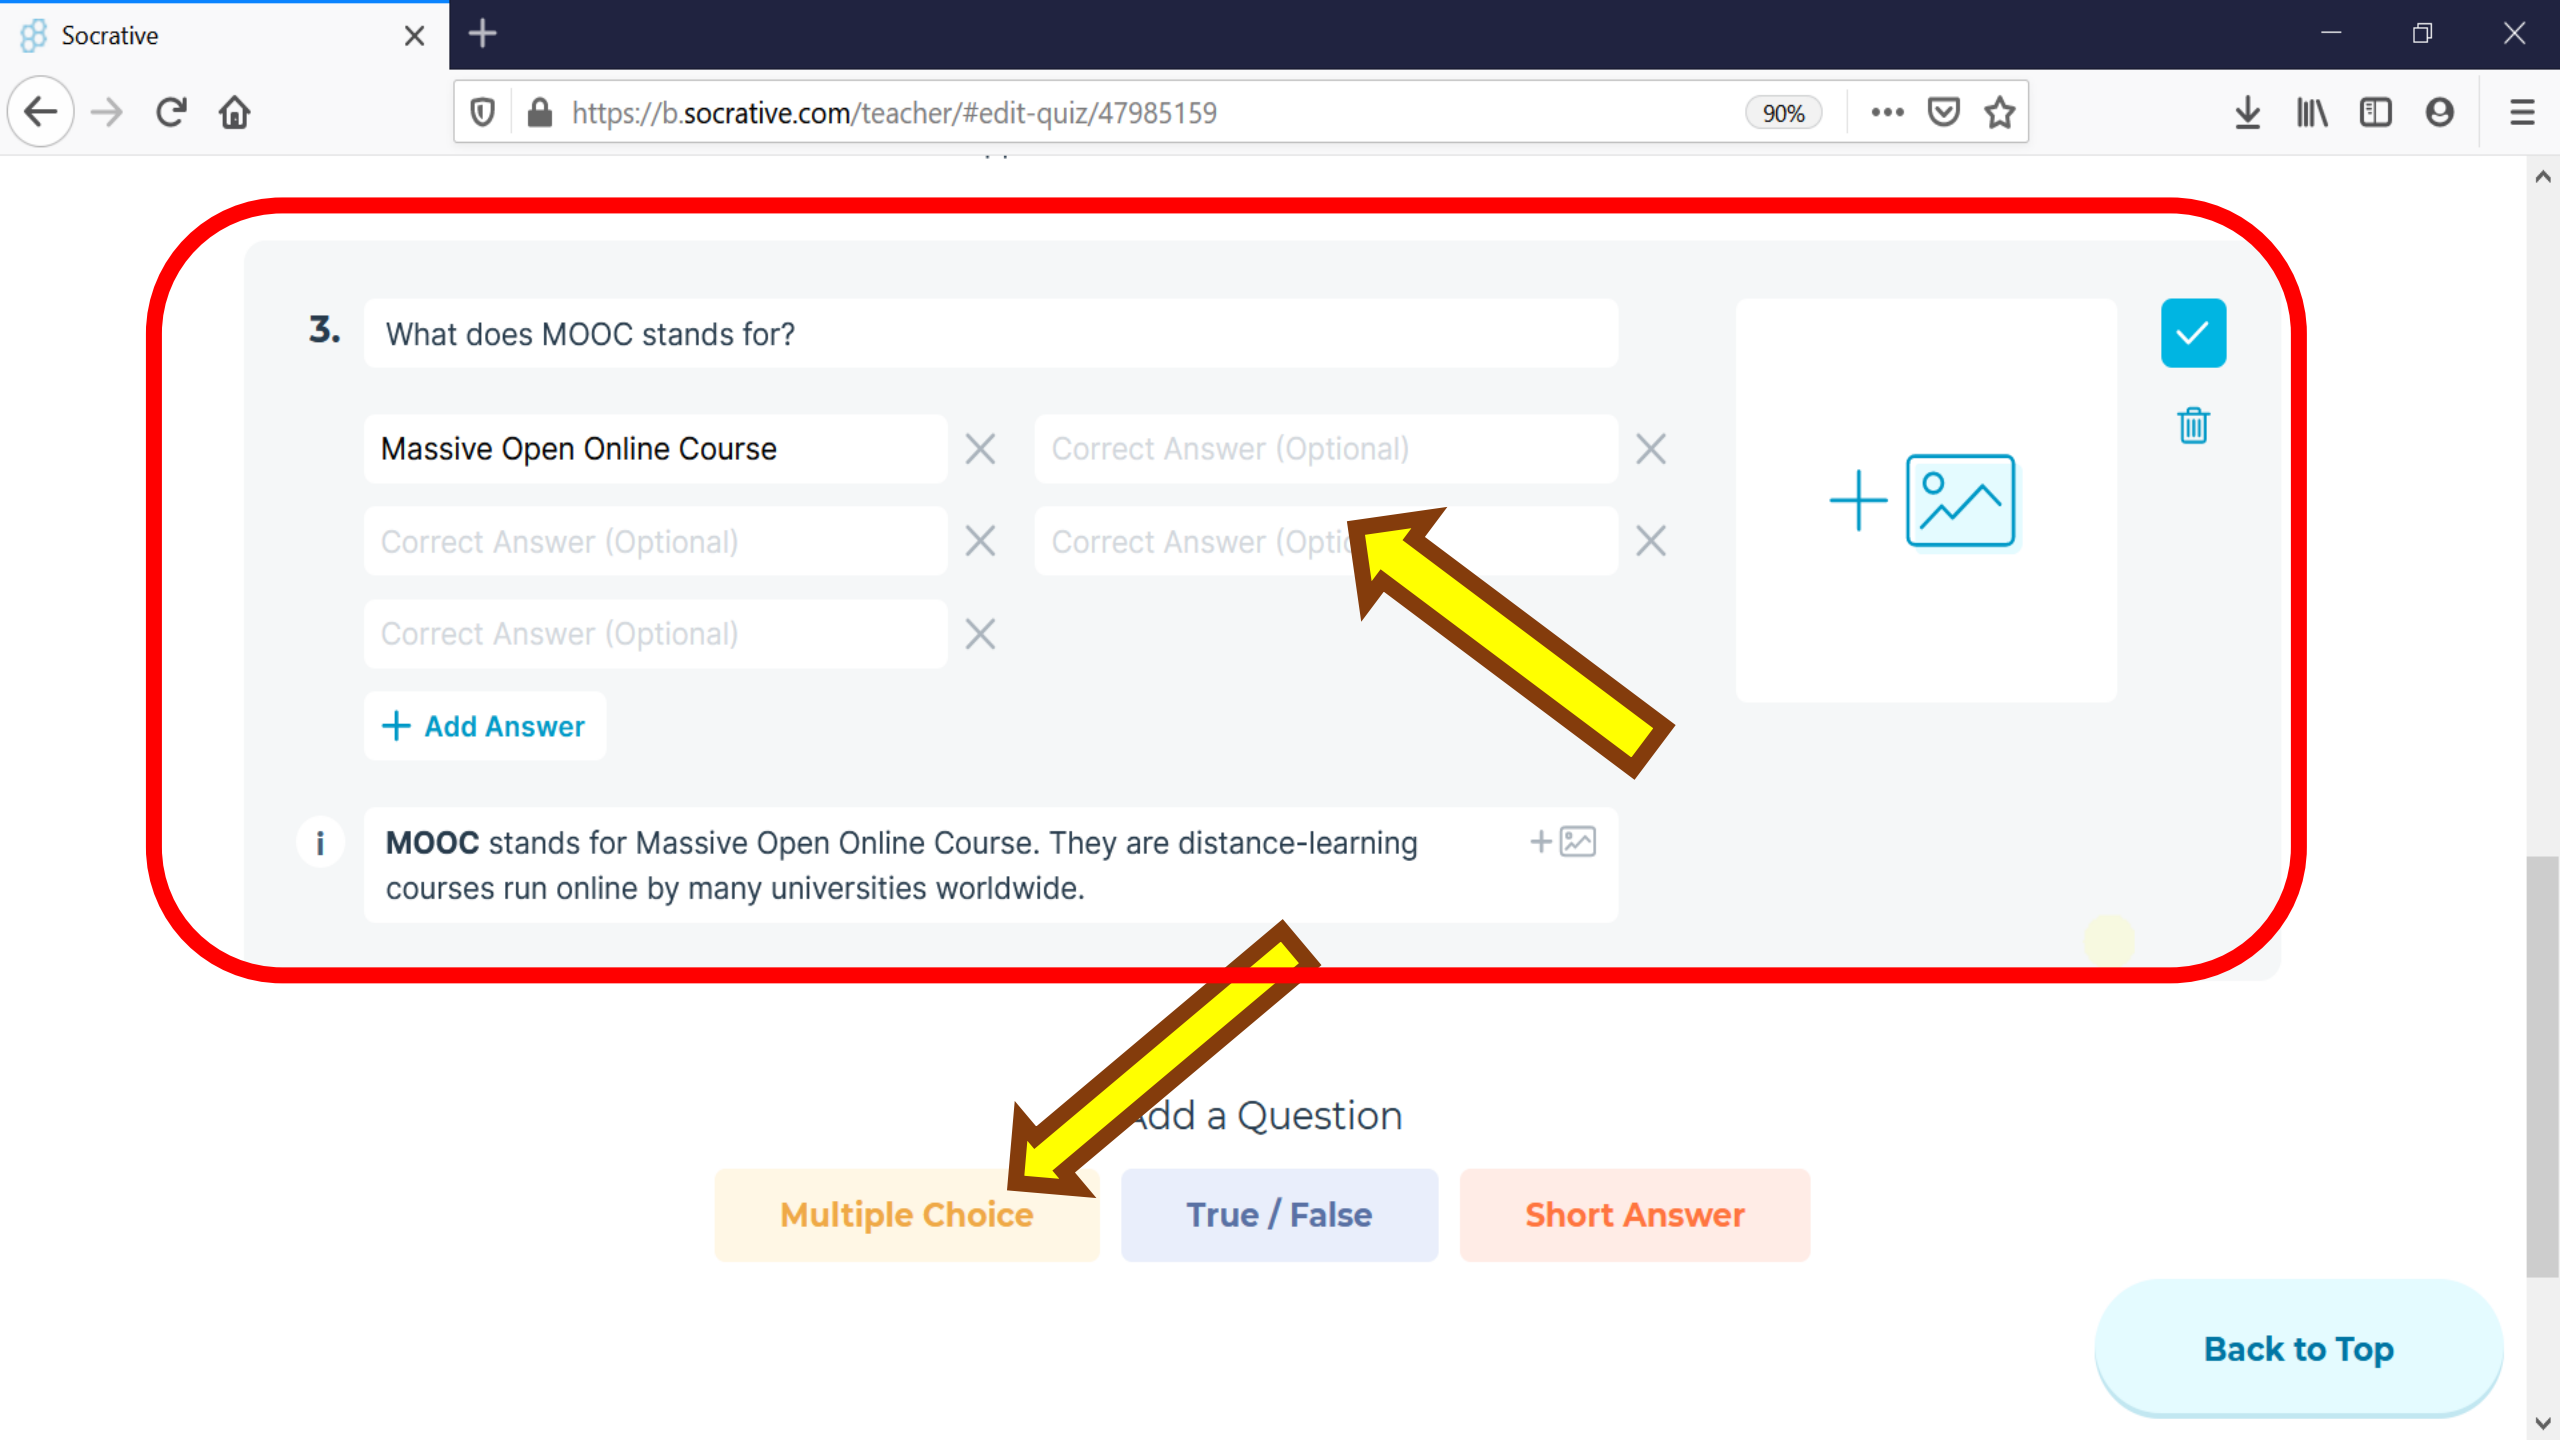 Socrative
https://b.socrative.com/teacher/#edit-quiz/47985159
90%
3. What does MOOC stands for?
Massive Open Online Course
Correct Answer (Optional)
Correct Answer (Optional)
Correct Answer
Correct Answer (Optional)
+ Add Answer
i
MOOC stands for Massive Open Online Course. They are distance-learning
courses run online by many universities worldwide.
a Question
Multiple Choice
True / False
Short Answer
Back to Top